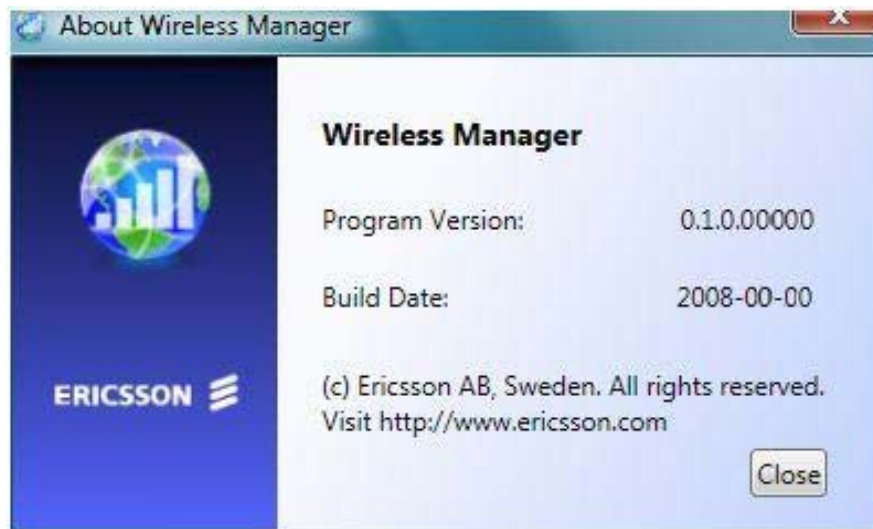 About Wireless Manager
Wireless Manager
Program Version: 0.1.0.00000
Build Date: 2008-00-00
ERICSSON
(c) Ericsson AB, Sweden. All rights reserved.
Visit http://www.ericsson.com
Close